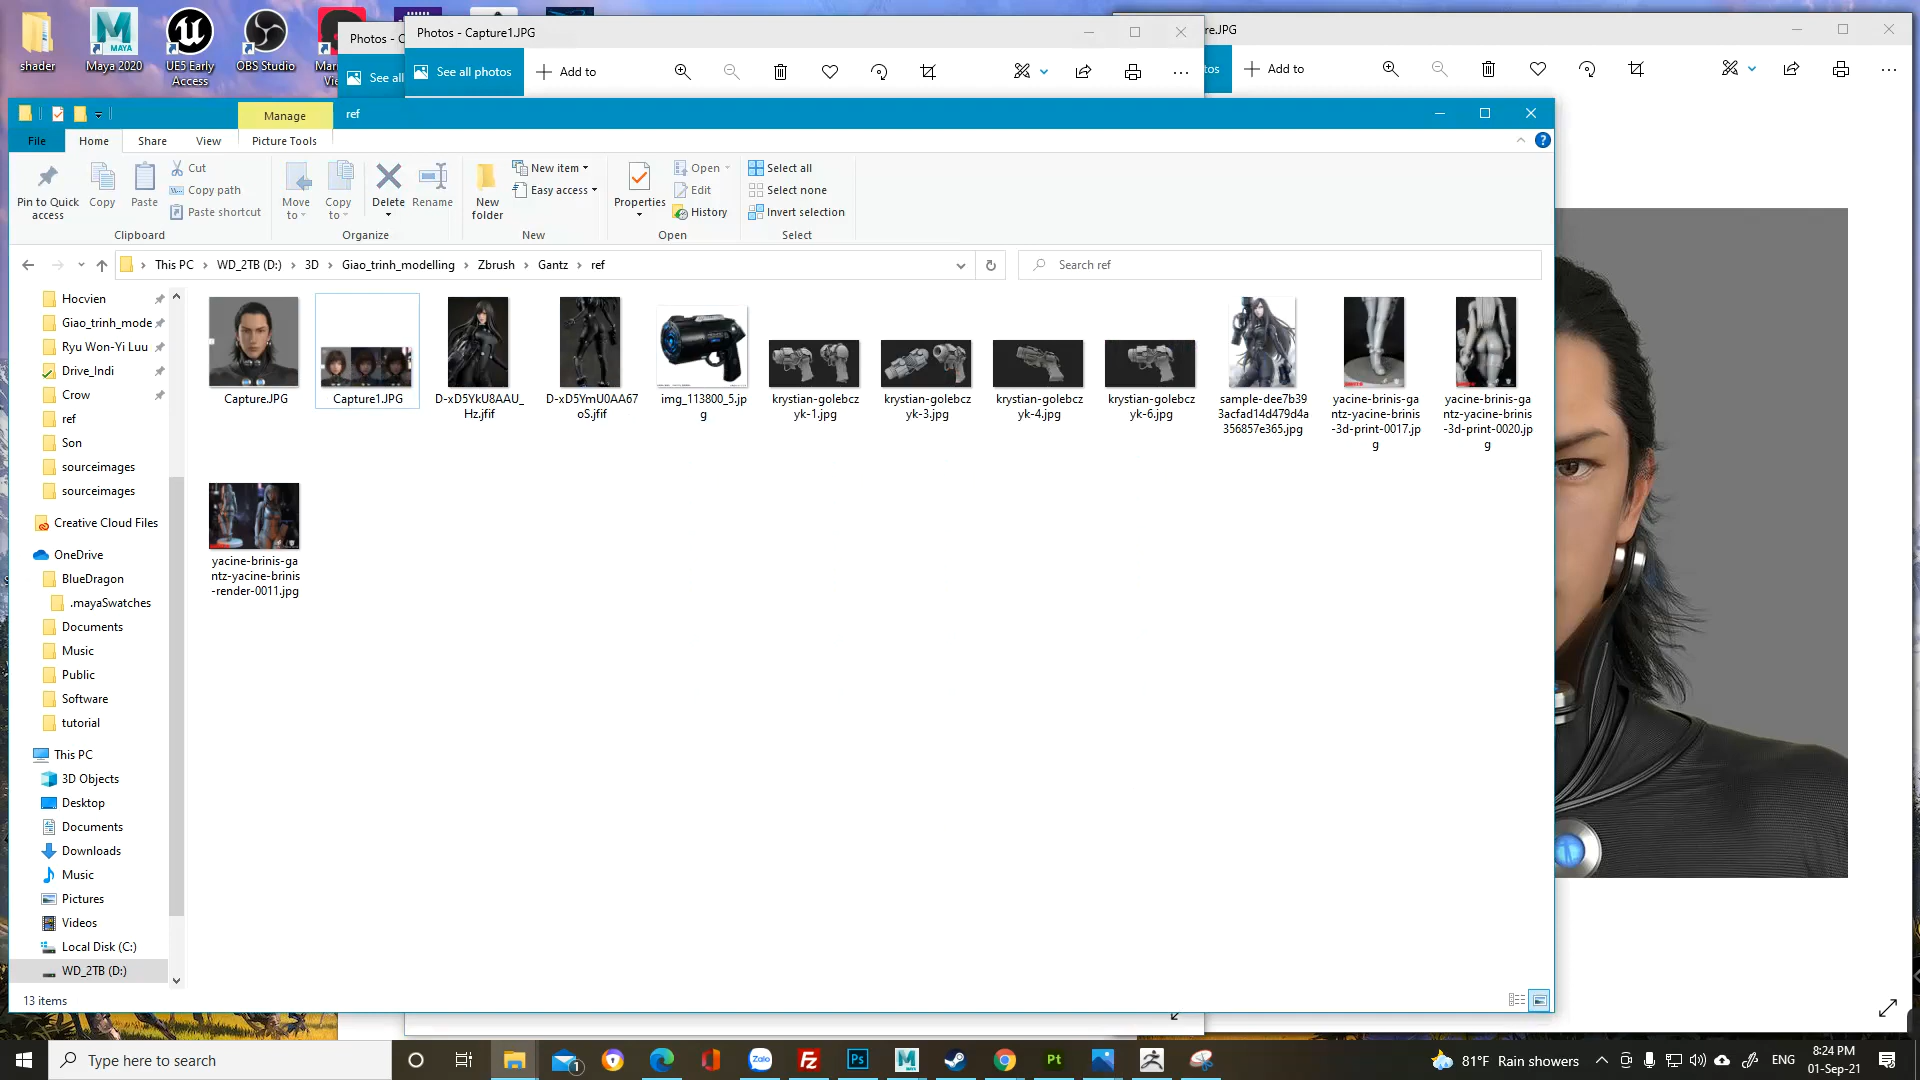 shader
Maya 2020
UE5 Early
Access
OBS Studio
Photos - Capture1.JPG
See all
See all photos
Add to
re.JPG
Add to
Manage
ref
File
Home
Share
View
Picture Tools
Pin to Quick
access
Copy
Paste
Cut
Copy path
Paste shortcut
Clipboard
Move
to
Copy
to
Delete
Rename
Organize
New
folder
New item
Easy access
New
Properties
Open
Edit
History
Open
Select all
Select none
Invert selection
Select
This PC
WD_2TB (D:)
3D
Giao_trinh_modelling
Zbrush
Gantz
ref
Search ref
Hocvien
Giao_trinh_mode
Ryu Won-Yi Luu
Drive_Indi
Crow
ref
Son
sourceimages
sourceimages
Creative Cloud Files
OneDrive
BlueDragon
.mayaSwatches
Documents
Music
Public
Software
tutorial
This PC
3D Objects
Desktop
Documents
Downloads
Music
Pictures
Videos
Local Disk (C:)
WD_2TB (D:)
Capture.JPG
Capture1.JPG
D-xD5YkU8AAU_
Hz.jfif
D-xD5YmU0AA67
oS.jfif
img_113800_5.jp
g
krystian-golebcz
yk-1.jpg
krystian-golebcz
yk-3.jpg
krystian-golebcz
yk-4.jpg
krystian-golebcz
yk-6.jpg
sample-dee7b39
3acfad14d479d4a
356857e365.jpg
yacine-brinis-ga
ntz-yacine-brinis
-3d-print-0017.jp
g
yacine-brinis-ga
ntz-yacine-brinis
-3d-print-0020.jp
g
yacine-brinis-ga
ntz-yacine-brinis
-render-0011.jpg
13 items
Type here to search
81°F Rain showers
ENG
8:24 PM
01-Sep-21